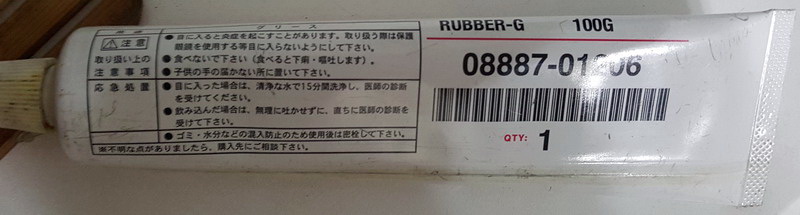 グリース
注意
取り扱い上の
注意事項
●目に入ると炎症を起こすことがあります。取り扱う際は保護
眼鏡を使用する等目に入らないようにして下さい。
●食べないで下さい（食べると下痢・嘔吐します）。
●子供の手の届かない所に置いて下さい。
応急処置
●目に入った場合は、清浄な水で15分間洗浄し、医師の診断
を受けてください。
●飲み込んだ場合は、無理に吐かせずに、直ちに医師の診断
を受けて下さい。
●ゴミ・水分などの混入防止のため使用後は密栓して下さい。
※不明な点がありましたら、購入先にご相談下さい。
RUBBER-G 100G
08887-01206
QTY: 1